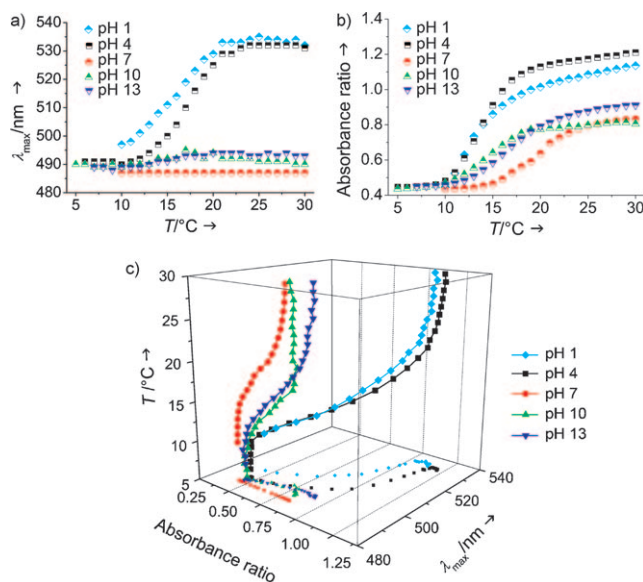 a)
540
530
520
510
500
490
480
λmax/nm →
5 10 15 20 25 30
T/°C →
pH 1
pH 4
pH 7
pH 10
pH 13
b)
1.4
1.2
1.0
0.8
0.6
0.4
Absorbance ratio →
5 10 15 20 25 30
T/°C →
pH 1
pH 4
pH 7
pH 10
pH 13
c)
30
25
20
15
10
5
T /°C →
0.25
0.50
0.75
1.00
1.25
Absorbance ratio
480
500
520
540
λmax/nm →
pH 1
pH 4
pH 7
pH 10
pH 13